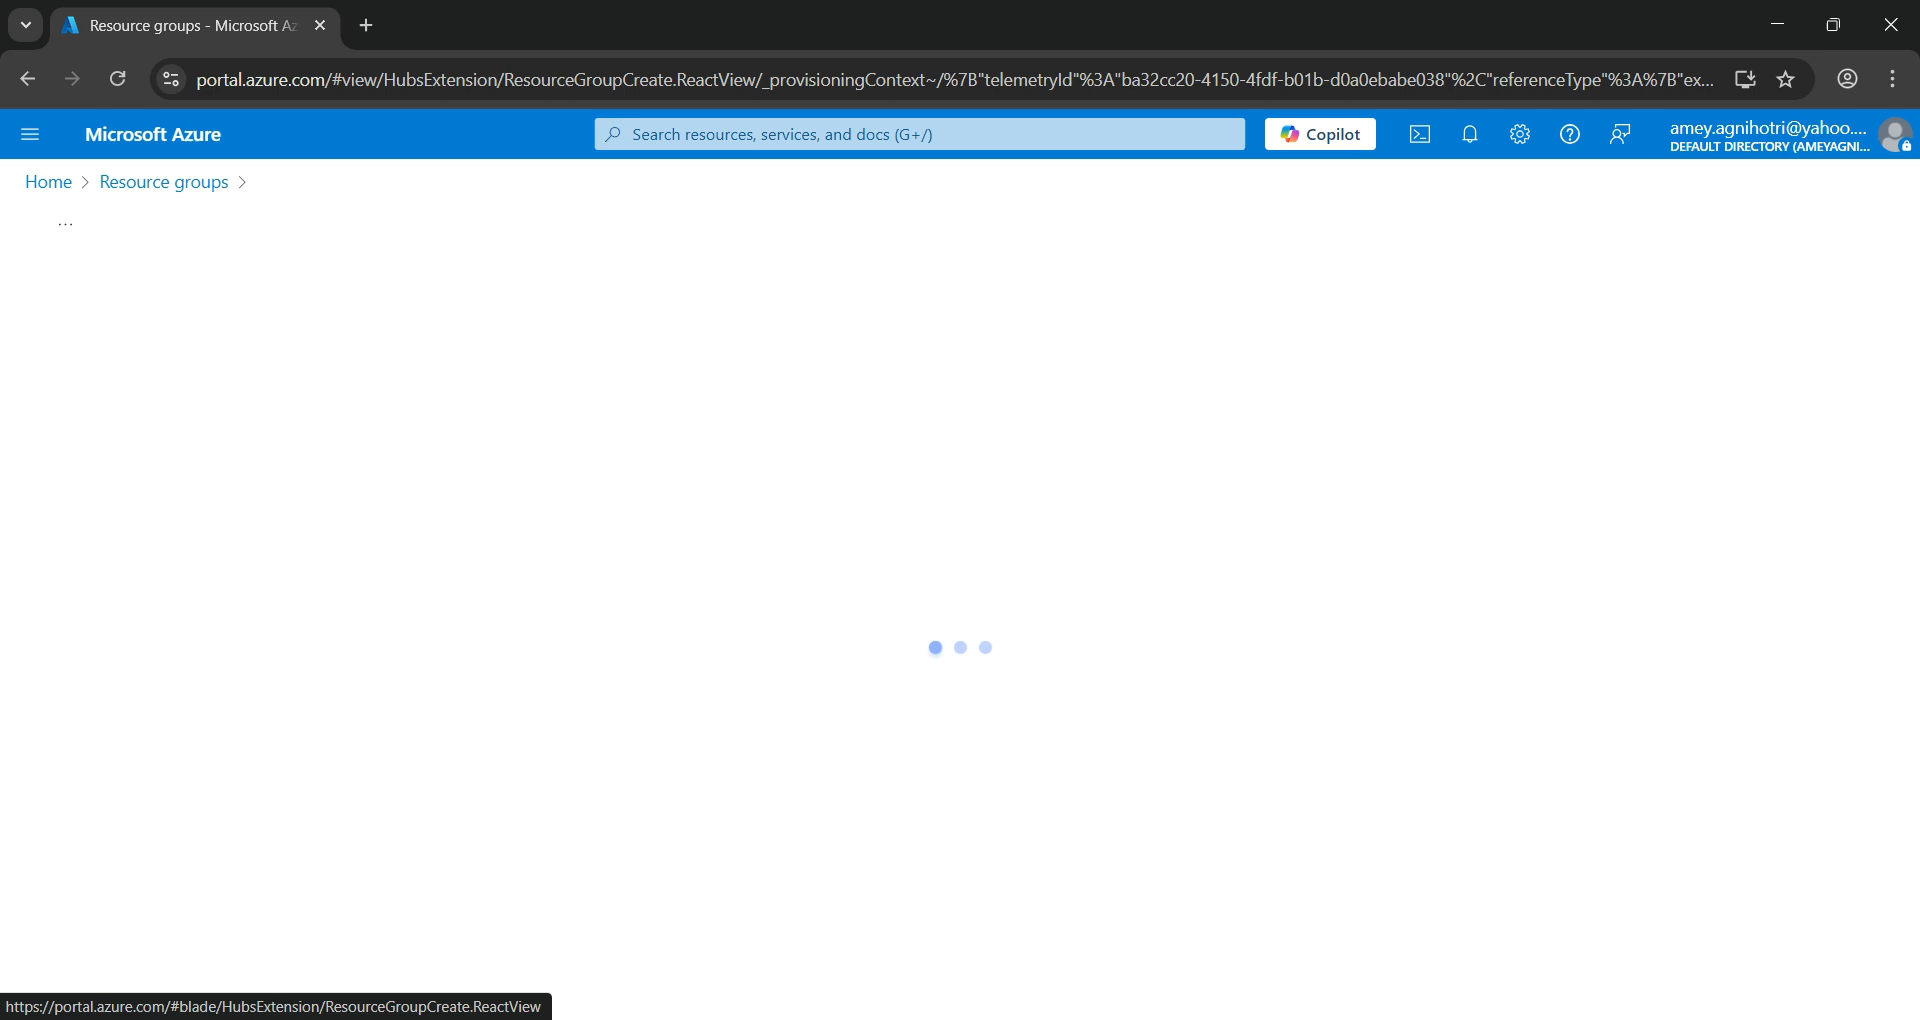 Resource groups - Microsoft Az
portal.azure.com/#view/HubsExtension/ResourceGroupCreate.ReactView/_provisioningContext~/%7B"telemetryId"%3A"ba32cc20-4150-4fdf-b01b-d0a0ebabe038"%2C"referenceType"%3A%7B"ex...
Microsoft Azure
Search resources, services, and docs (G+/)
Copilot
amey.agnihotri@yahoo....
DEFAULT DIRECTORY (AMEYAGNI...
Home > Resource groups >
...
https://portal.azure.com/#blade/HubsExtension/ResourceGroupCreate.ReactView